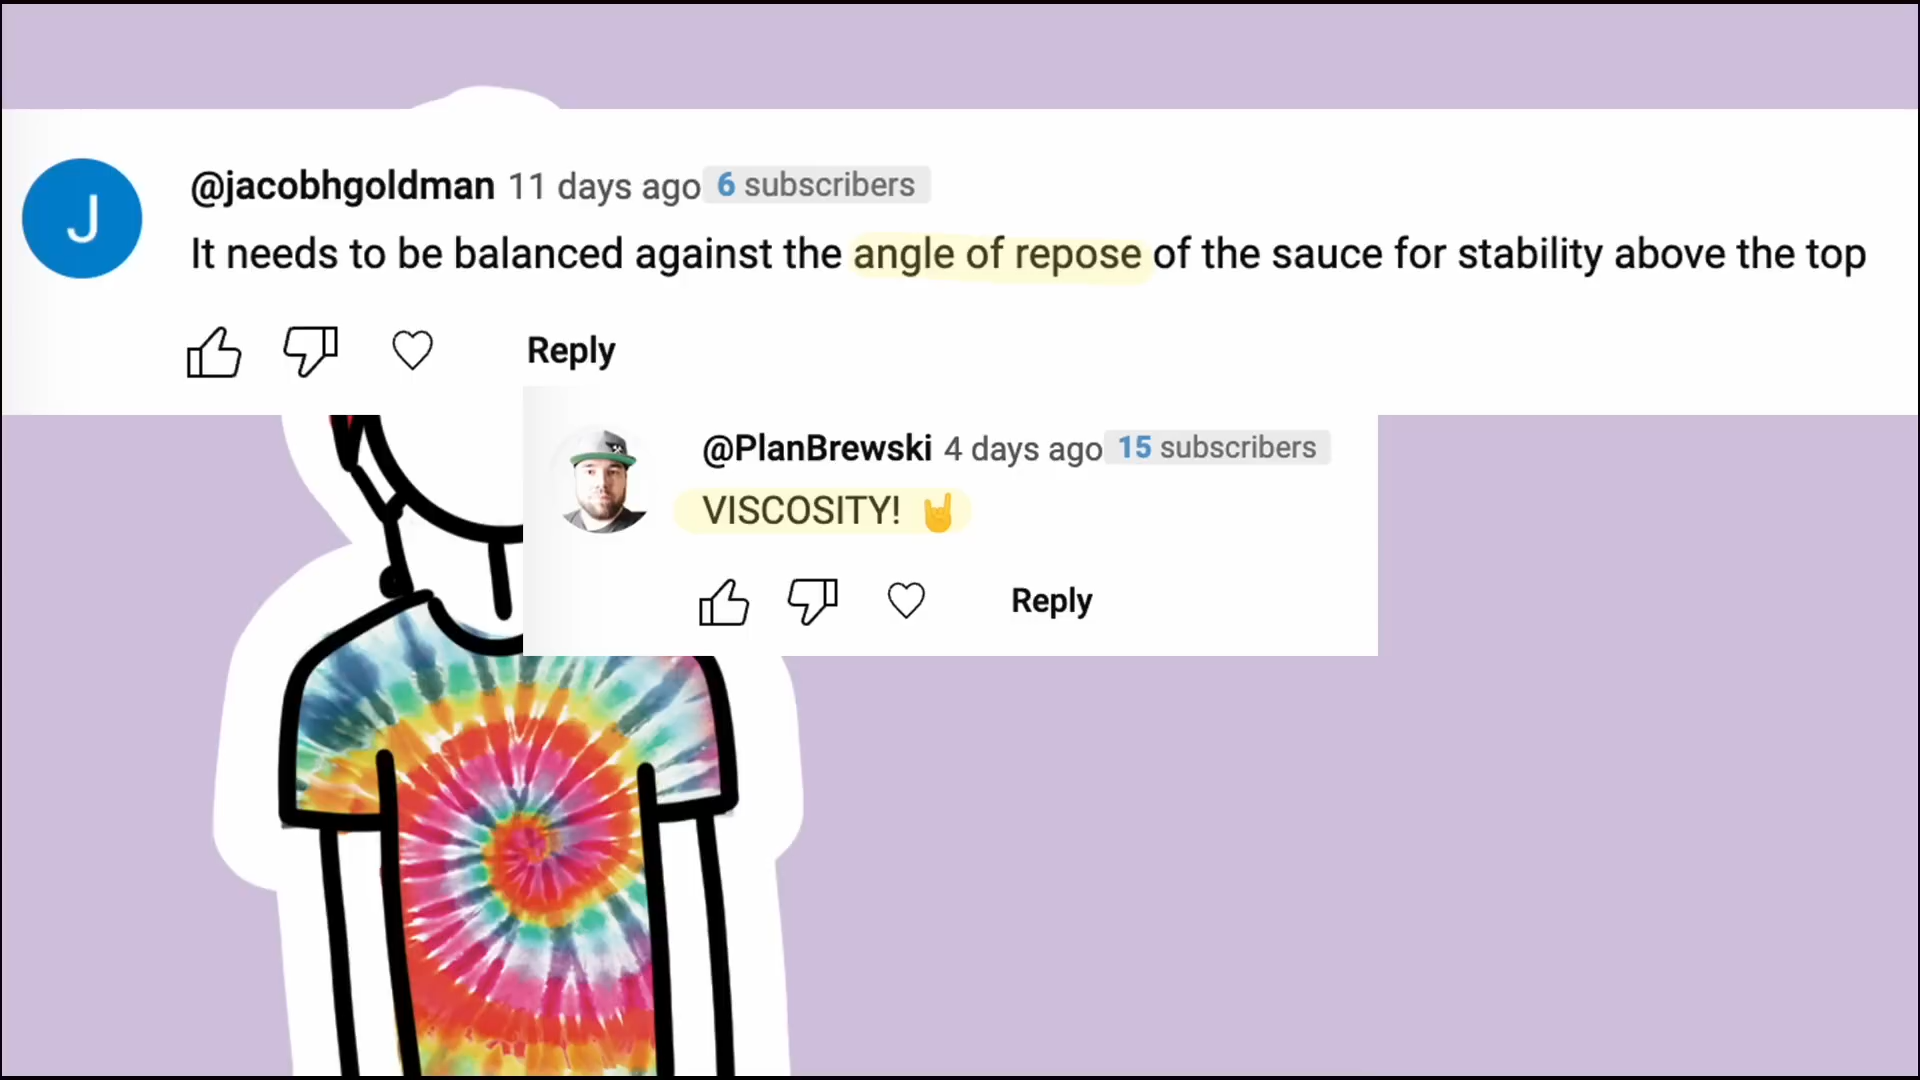 J
@jacobhgoldman 11 days ago 6 subscribers
It needs to be balanced against the angle of repose of the sauce for stability above the top
Reply
@PlanBrewski 4 days ago 15 subscribers
VISCOSITY! 🤘
Reply